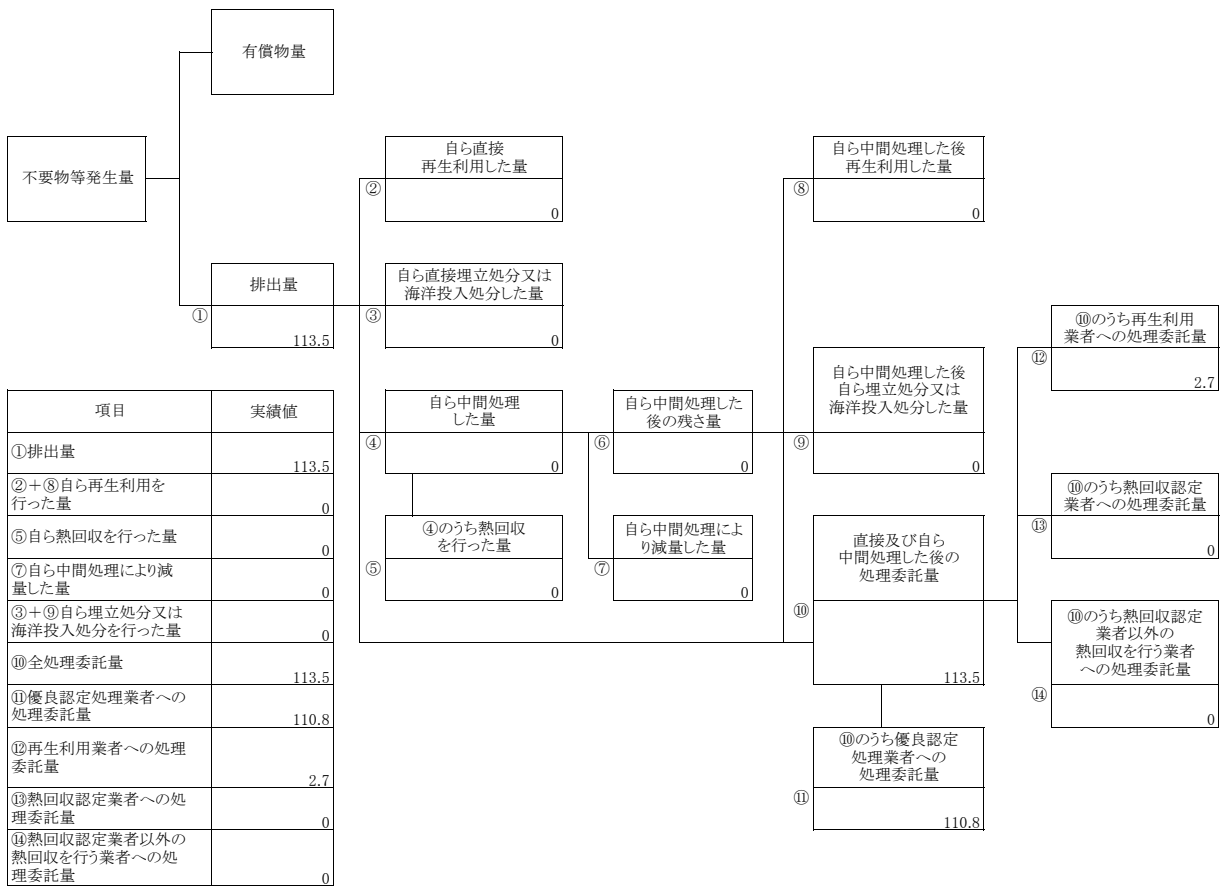 有償物量
不要物等発生量
排出量
①
113.5
自ら直接
再生利用した量
②
0
自ら直接埋立処分又は
海洋投入処分した量
③
0
自ら中間処理
した量
④
0
④のうち熱回収
を行った量
⑤
0
自ら中間処理した
後の残さ量
⑥
0
自ら中間処理によ
り減量した量
⑦
0
自ら中間処理した後
再生利用した量
⑧
0
自ら中間処理した後
自ら埋立処分又は
海洋投入処分した量
⑨
0
直接及び自ら
中間処理した後の
処理委託量
⑩
113.5
⑩のうち優良認定
処理業者への
処理委託量
⑪
110.8
⑩のうち再生利用
業者への処理委託量
⑫
2.7
⑩のうち熱回収認定
業者への処理委託量
⑬
0
⑩のうち熱回収認定
業者以外の
熱回収を行う業者
への処理委託量
⑭
0
項目 実績値
①排出量
113.5
②＋⑧自ら再生利用を
行った量
0
⑤自ら熱回収を行った量
0
⑦自ら中間処理により減
量した量
0
③＋⑨自ら埋立処分又は
海洋投入処分を行った量
0
⑩全処理委託量
113.5
⑪優良認定処理業者への
処理委託量
110.8
⑫再生利用業者への処理
委託量
2.7
⑬熱回収認定業者への処
理委託量
0
⑭熱回収認定業者以外の
熱回収を行う業者への処
理委託量
0